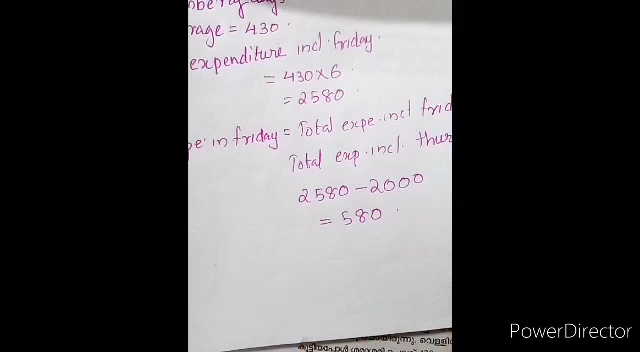 rage = 430.
expenditure incl. friday.
= 430×6.
= 2580.
pe. in friday = Total expe. incl frid
Total exp. incl. thur
2580 - 2000
= 580.
PowerDirector